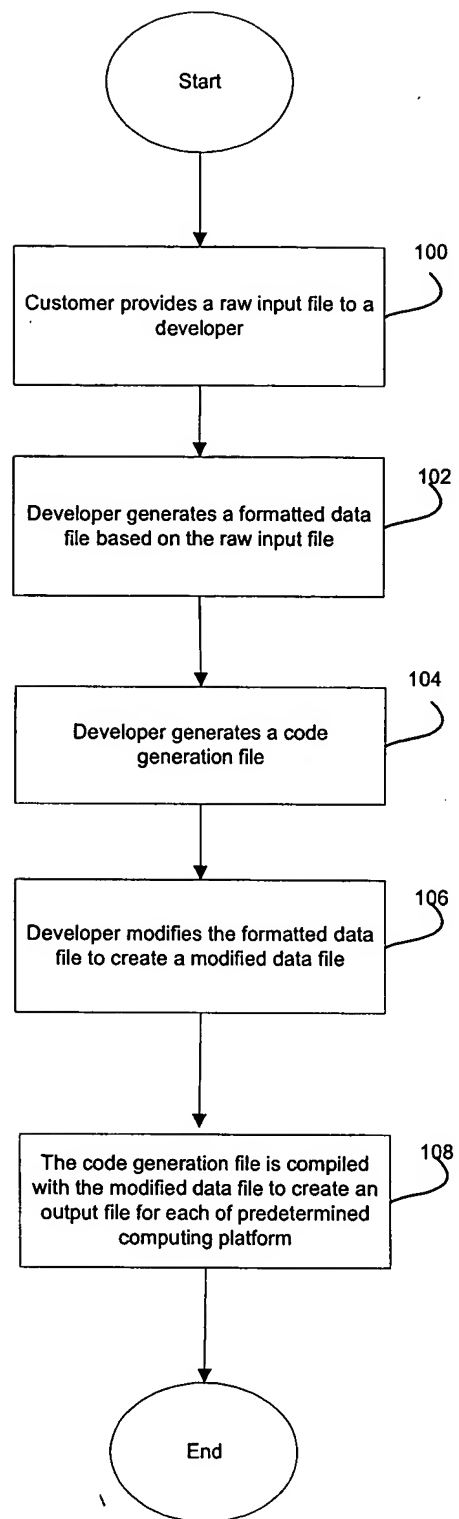 Start
100
Customer provides a raw input file to a
developer
102
Developer generates a formatted data
file based on the raw input file
104
Developer generates a code
generation file
106
Developer modifies the formatted data
file to create a modified data file
108
The code generation file is compiled
with the modified data file to create an
output file for each of predetermined
computing platform
End